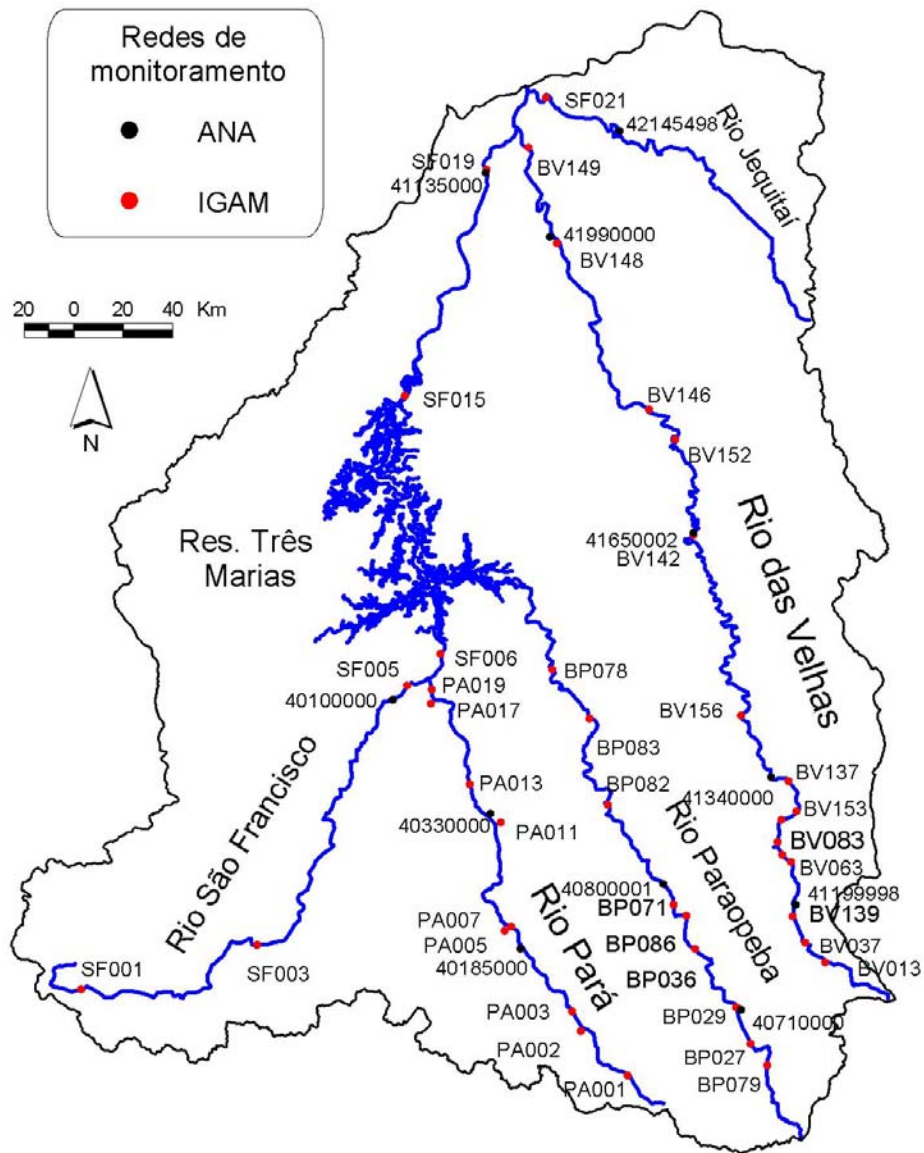 Redes de
monitoramento
ANA
IGAM
20 0 20 40 Km
N
SF021
42145498
Rio Jequitaí
SF019
41135000
BV149
41990000
BV148
SF015
BV146
BV152
Res. Três
Marias
41650002
BV142
Rio das Velhas
SF005
SF006
40100000
PA019
PA017
BP078
BV156
BP083
PA013
BP082
BV137
41340000
BV153
40330000
PA011
BV083
BV063
Rio São Francisco
Rio Paraopeba
40800001
41199998
BP071
BV139
PA007
PA005
BP086
BV037
40185000
BP036
BV013
SF001
SF003
Rio Pará
PA003
BP029
40710000
PA002
BP027
PA001
BP079